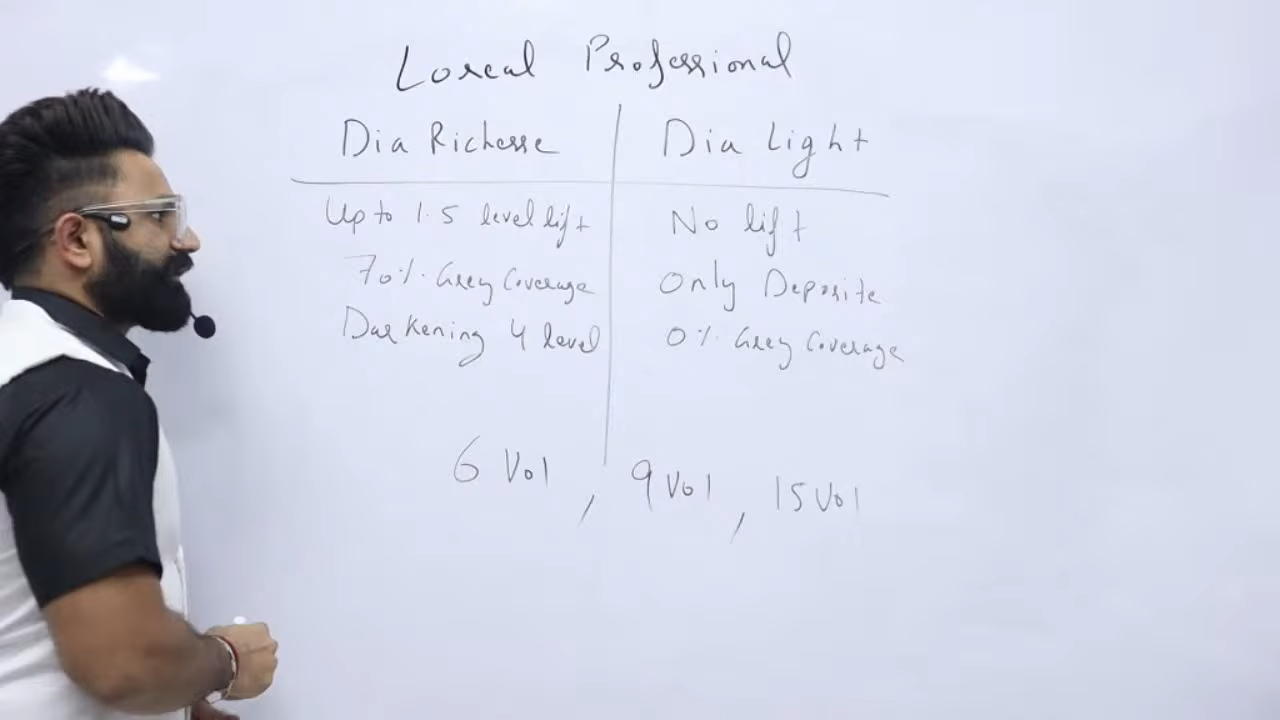 Loreal Professional
Dia Richesse
Dia Light
Up to 1.5 level lift
No lift
70% Grey Coverage
Only Deposite
Darkening 4 level
0% Grey Coverage
6 Vol , 9 Vol , 15 Vol